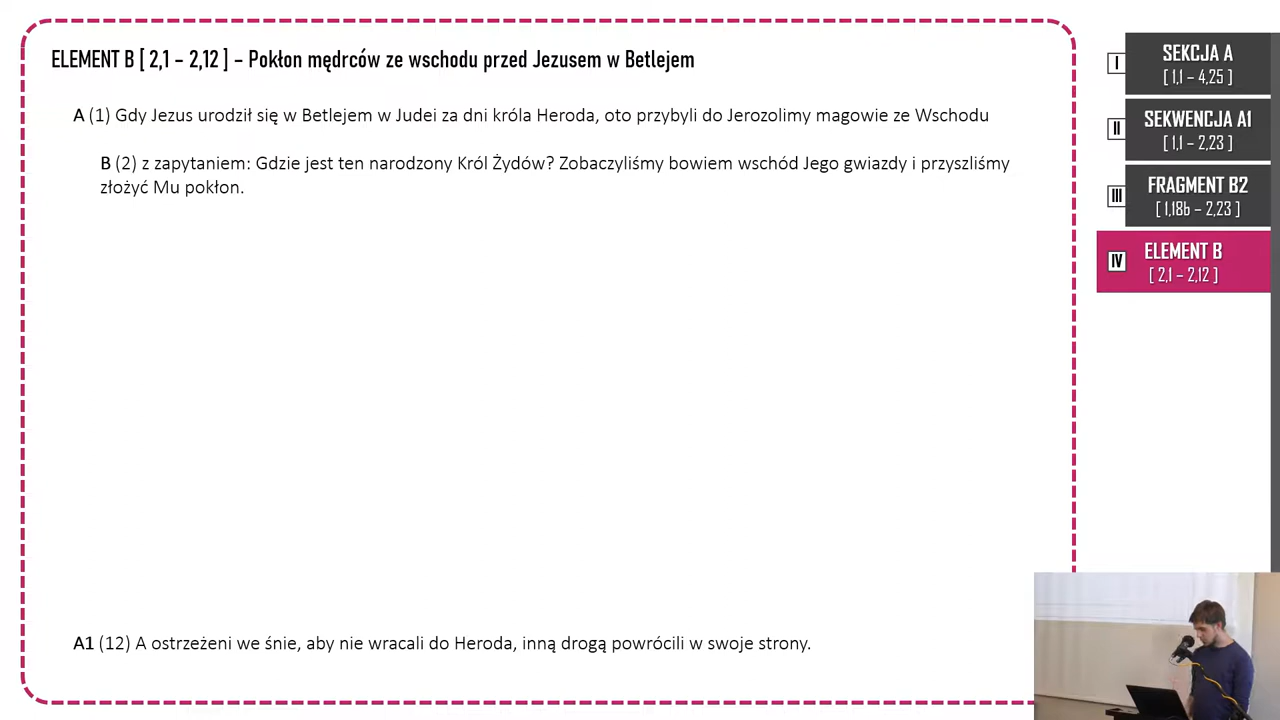 ELEMENT B [ 2,1 – 2,12 ] – Pokłon mędrców ze wschodu przed Jezusem w Betlejem
A (1) Gdy Jezus urodził się w Betlejem w Judei za dni króla Heroda, oto przybyli do Jerozolimy magowie ze Wschodu
B (2) z zapytaniem: Gdzie jest ten narodzony Król Żydów? Zobaczyliśmy bowiem wschód Jego gwiazdy i przyszliśmy
złożyć Mu pokłon.
A1 (12) A ostrzeżeni we śnie, aby nie wracali do Heroda, inną drogą powrócili w swoje strony.
I
SEKCJA A
[ 1,1 – 4,25 ]
II
SEKWENCJA A1
[ 1,1 – 2,23 ]
III
FRAGMENT B2
[ 1,18b – 2,23 ]
IV
ELEMENT B
[ 2,1 – 2,12 ]